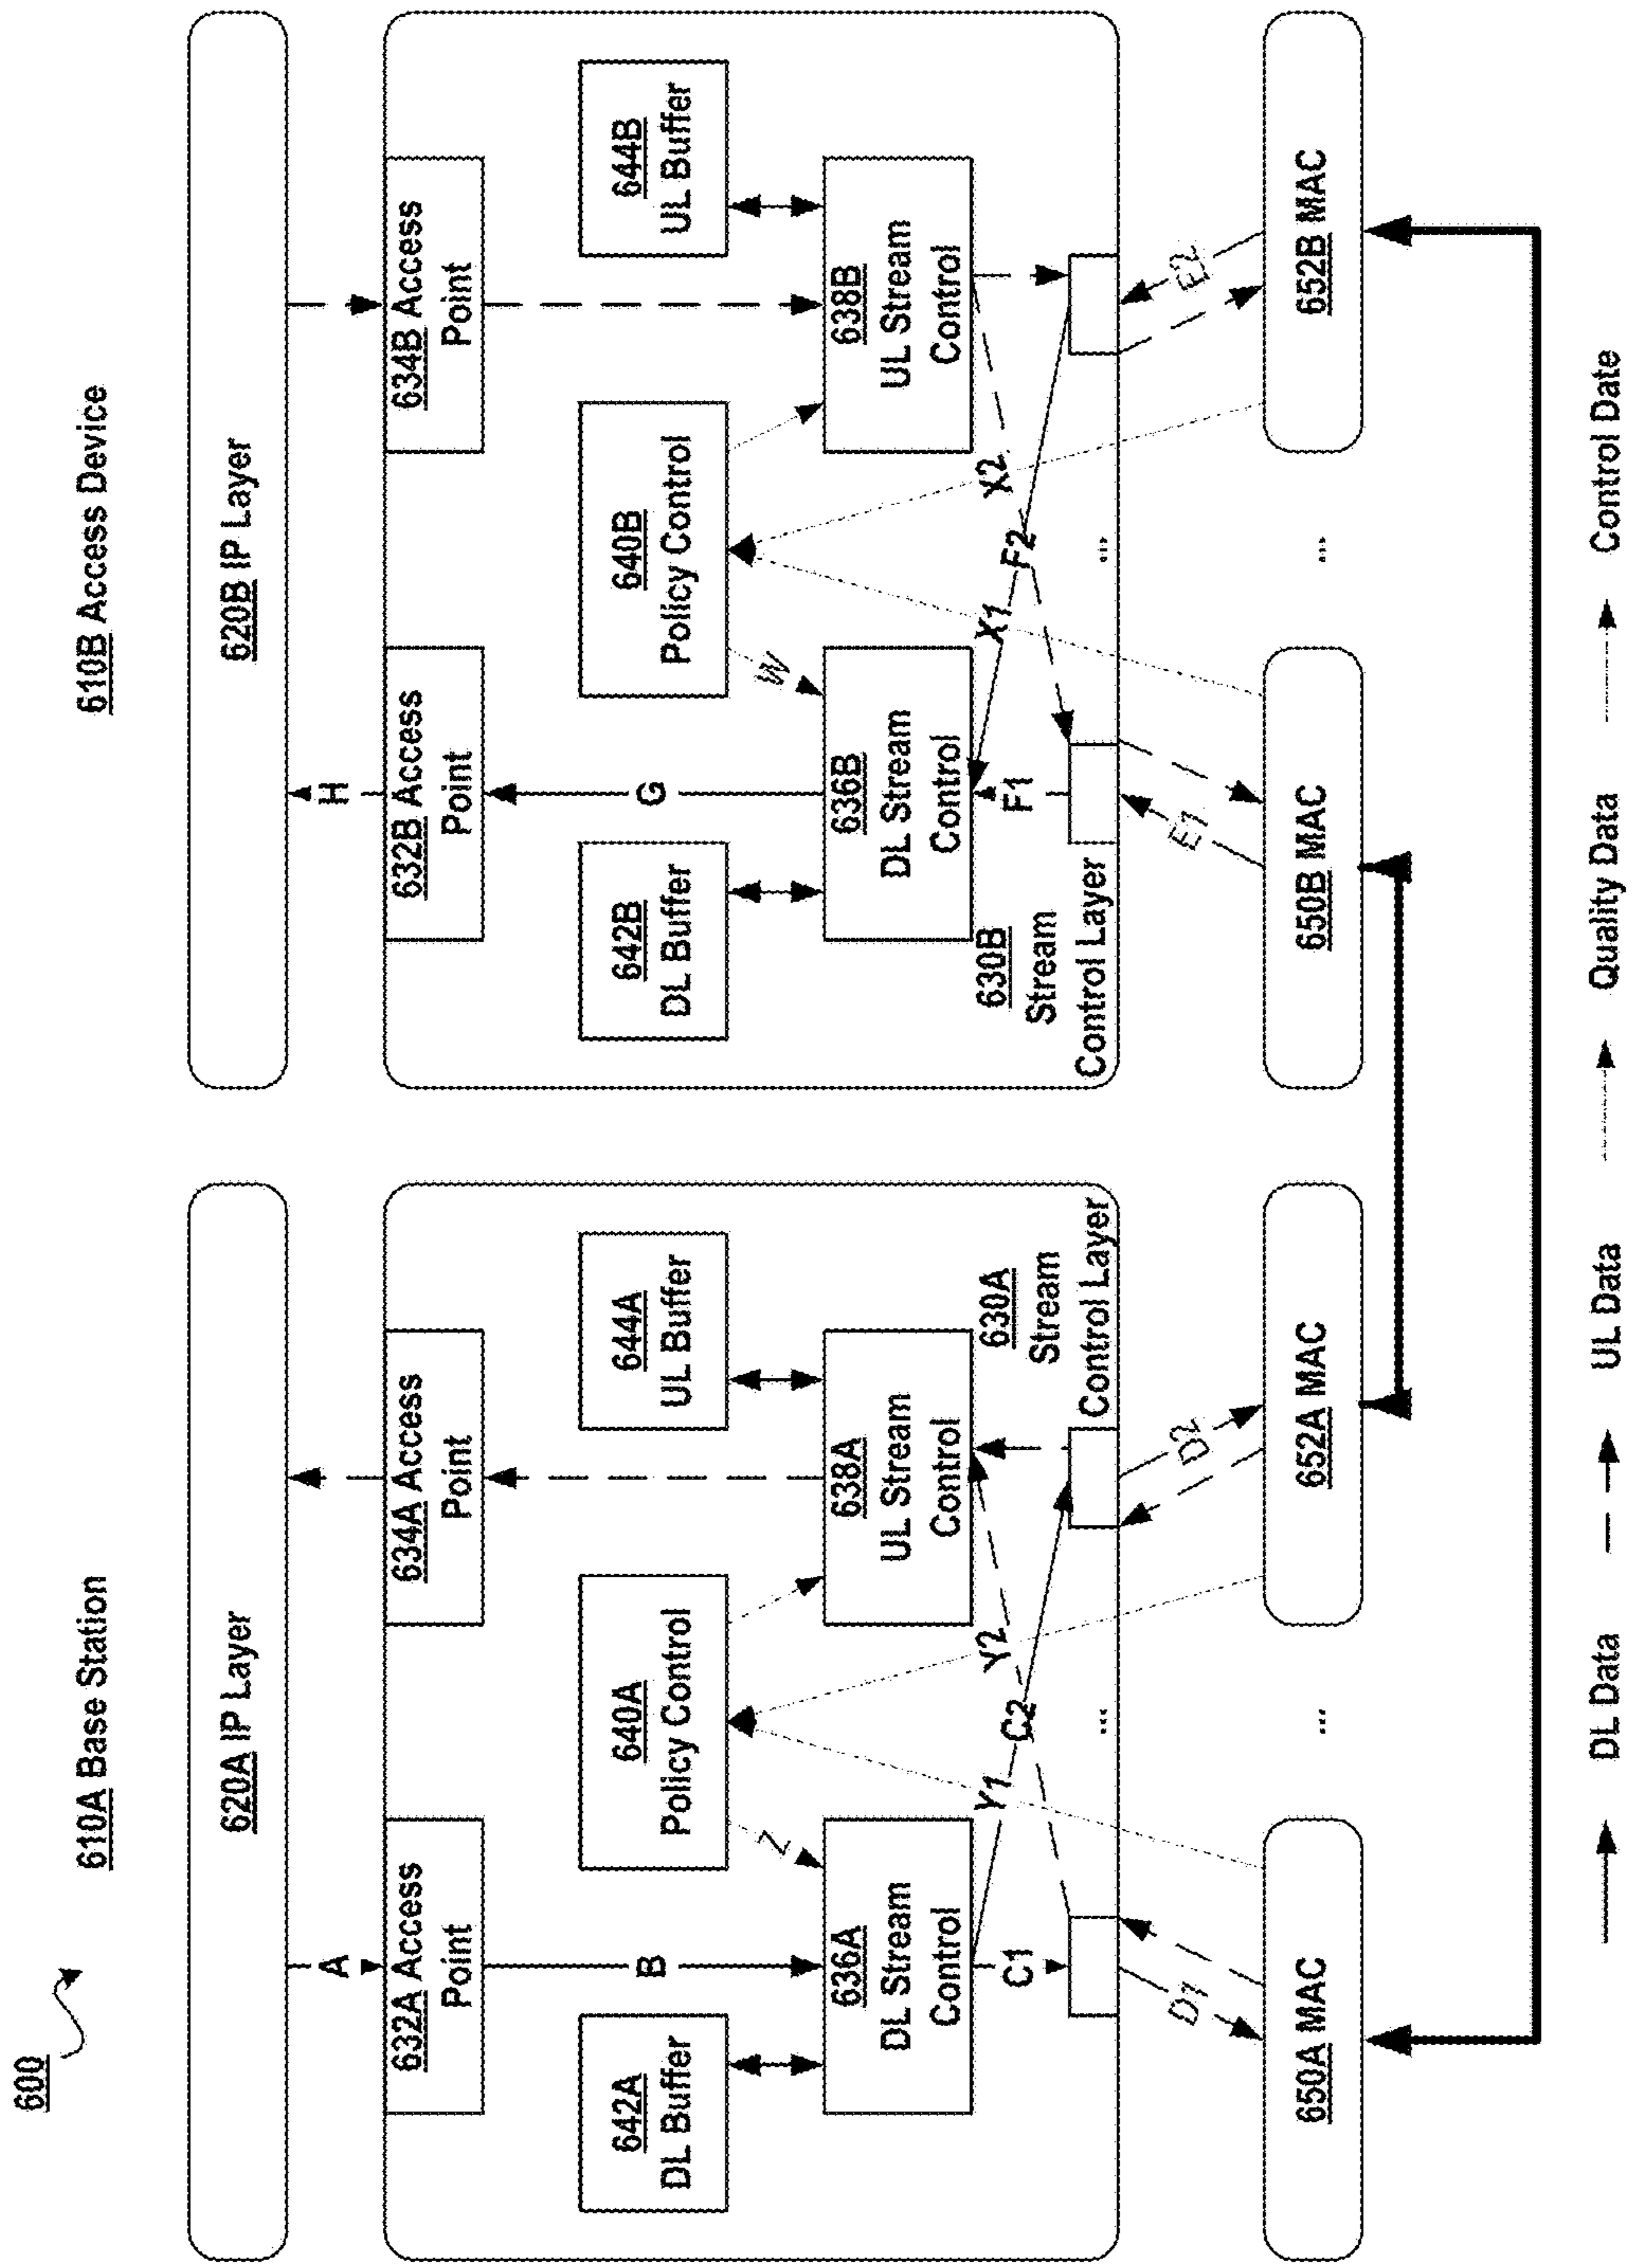 600
610A Base Station
610B Access Device
620A IP Layer
620B IP Layer
A
H
632A Access
Point
634A Access
Point
632B Access
Point
634B Access
Point
B
G
642A
DL Buffer
640A
Policy Control
644A
UL Buffer
642B
DL Buffer
640B
Policy Control
644B
UL Buffer
Z
W
636A
DL Stream
Control
638A
UL Stream
Control
636B
DL Stream
Control
638B
UL Stream
Control
C1
Y1
C2
Y2
630A
Stream
Control Layer
630B
Stream
Control Layer
F1
X1
F2
X2
...
...
D1
D2
E1
E2
650A MAC
...
652A MAC
650B MAC
...
652B MAC
DL Data
UL Data
Quality Data
Control Date